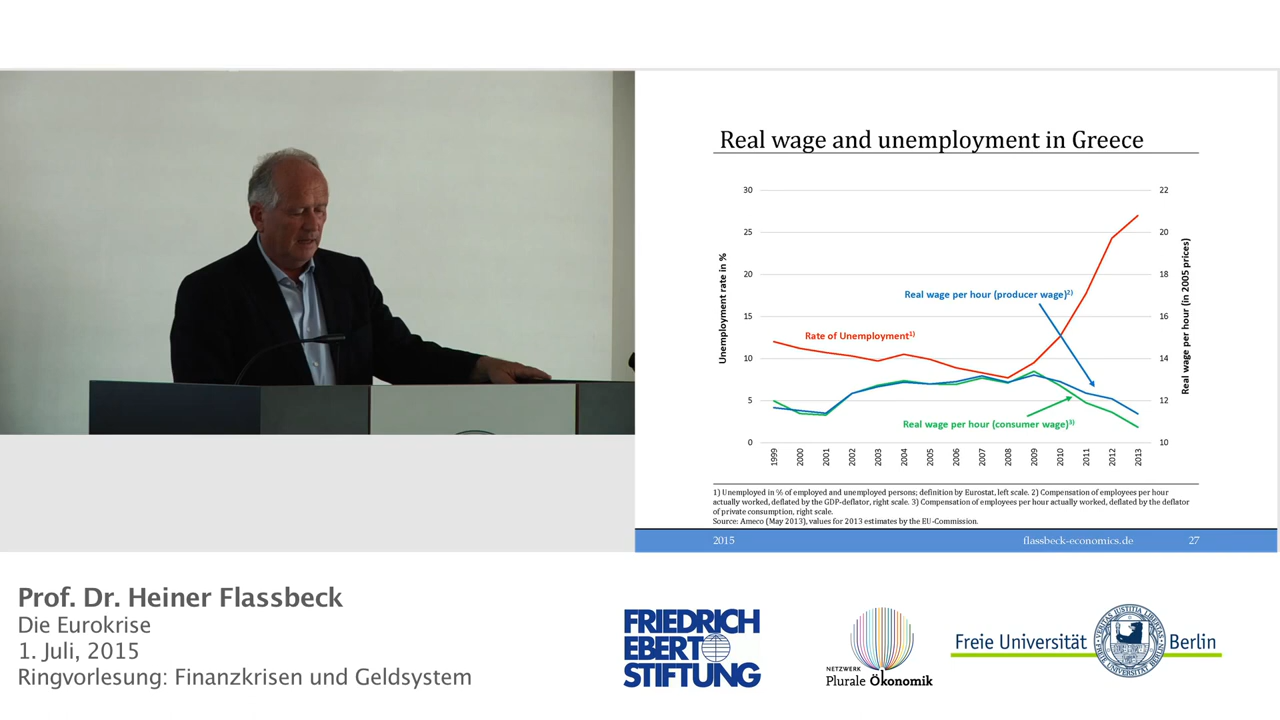 Real wage and unemployment in Greece
30
25
20
15
10
5
0
22
20
18
16
14
12
10
Unemployment rate in %
Real wage per hour (in 2005 prices)
Real wage per hour (producer wage)2)
Rate of Unemployment1)
Real wage per hour (consumer wage)3)
1999
2000
2001
2002
2003
2004
2005
2006
2007
2008
2009
2010
2011
2012
2013
1) Unemployed in % of employed and unemployed persons; definition by Eurostat, left scale. 2) Compensation of employees per hour
actually worked, deflated by the GDP-deflator, right scale. 3) Compensation of employees per hour actually worked, deflated by the deflator
of private consumption, right scale.
Source: Ameco (May 2013), values for 2013 estimates by the EU-Commission.
2015 flassbeck-economics.de 27
Prof. Dr. Heiner Flassbeck
Die Eurokrise
1. Juli, 2015
Ringvorlesung: Finanzkrisen und Geldsystem
FRIEDRICH
EBERT
STIFTUNG
NETZWERK
Plurale Ökonomik
Freie Universität Berlin